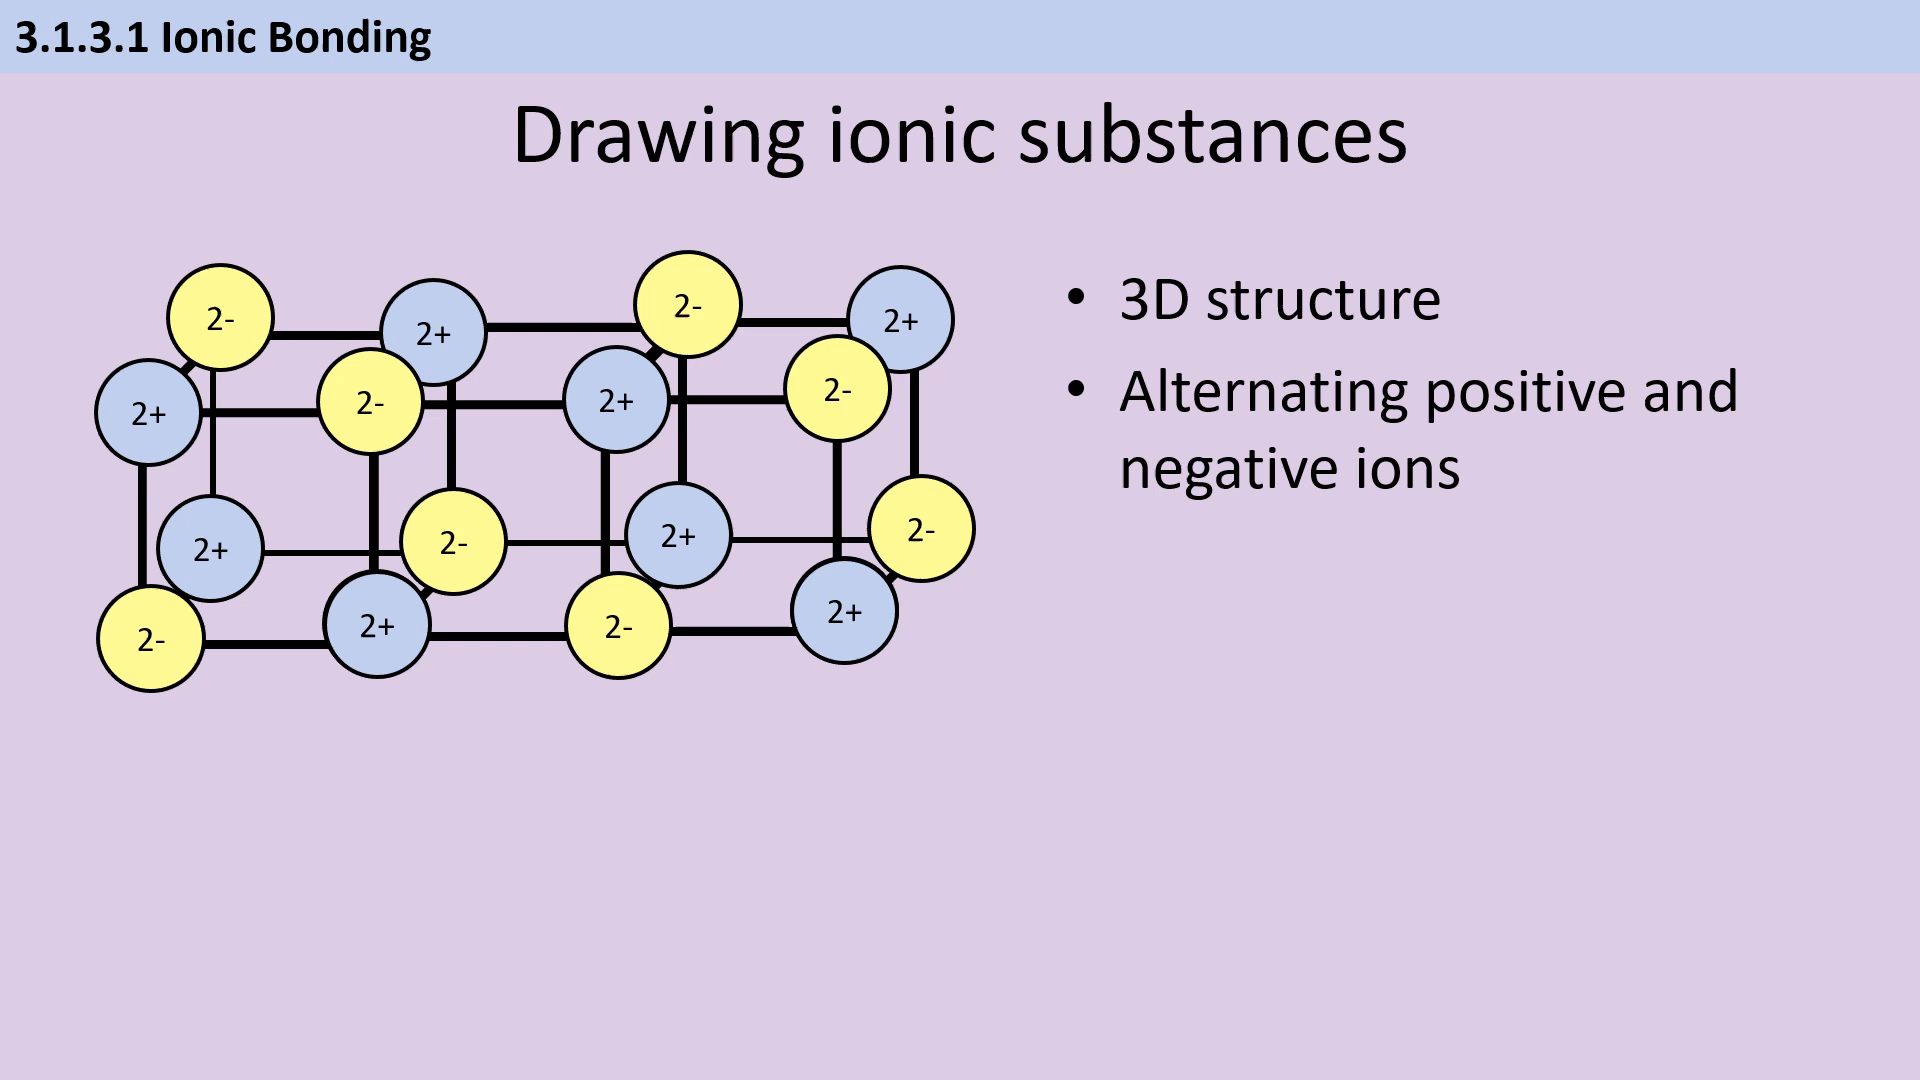 3.1.3.1 Ionic Bonding
Drawing ionic substances
2- 2+ 2- 2+
2+ 2- 2+ 2-
2+ 2- 2+ 2-
2- 2+ 2- 2+
• 3D structure
• Alternating positive and
negative ions